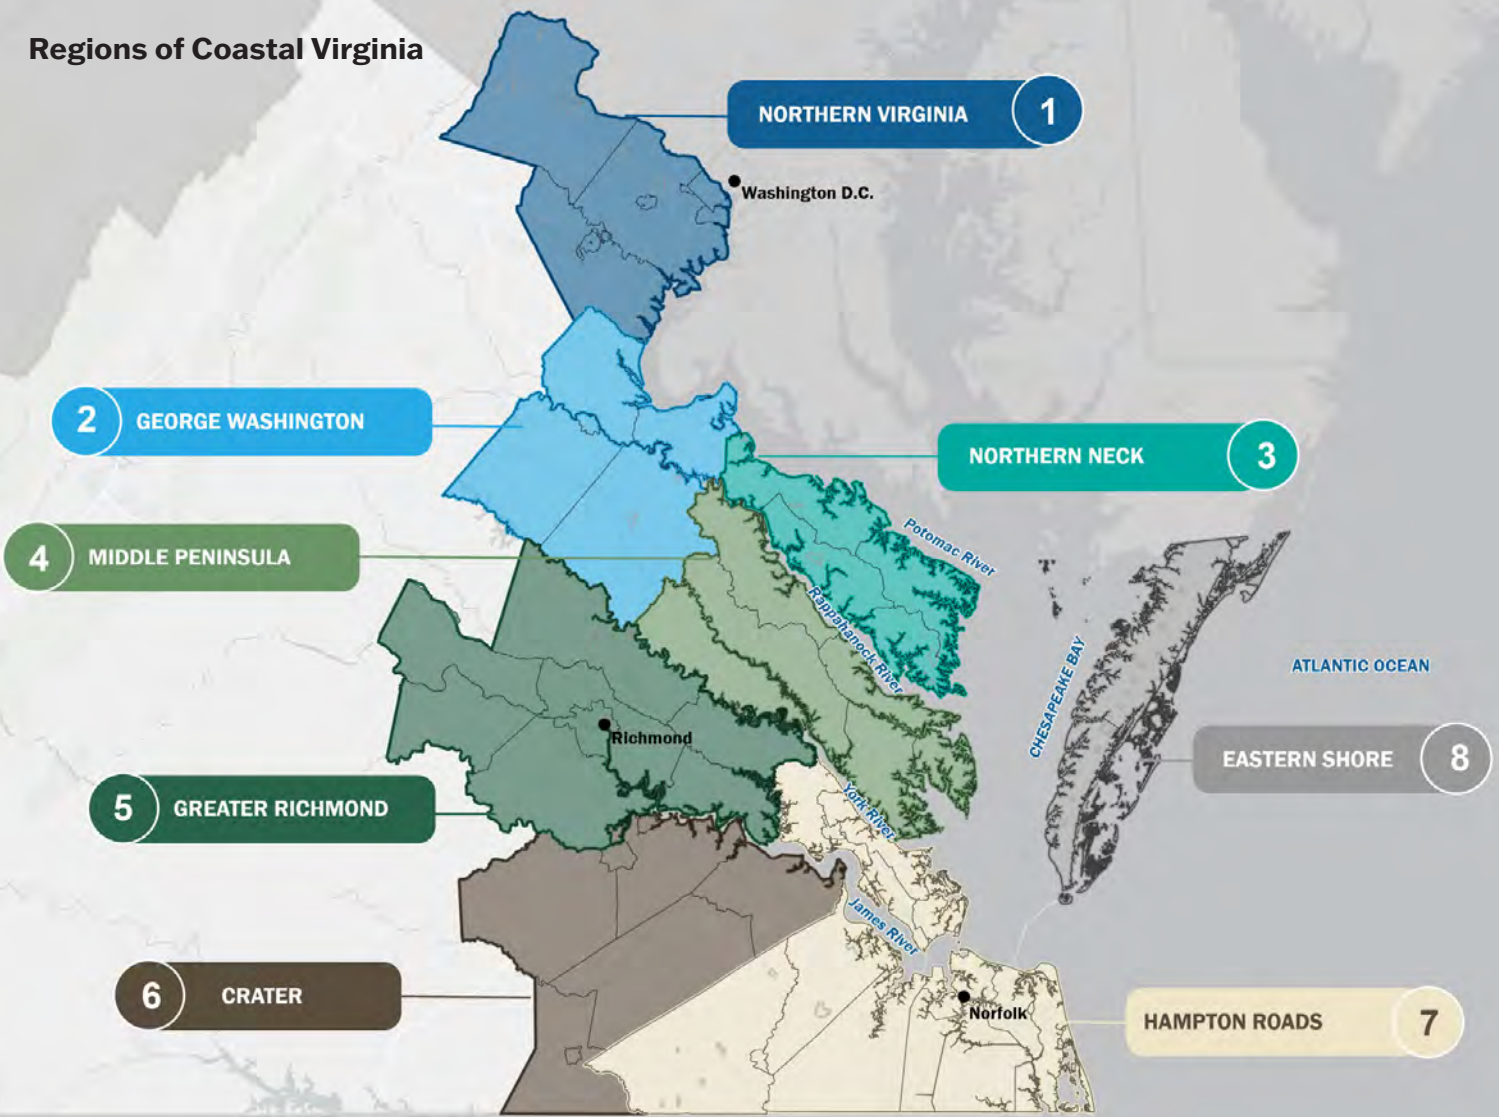 Regions of Coastal Virginia
NORTHERN VIRGINIA 1
Washington D.C.
2 GEORGE WASHINGTON
NORTHERN NECK 3
4 MIDDLE PENINSULA
Potomac River
Rappahanock River
CHESAPEAKE BAY
ATLANTIC OCEAN
Richmond
EASTERN SHORE 8
5 GREATER RICHMOND
York River
James River
6 CRATER
Norfolk
HAMPTON ROADS 7